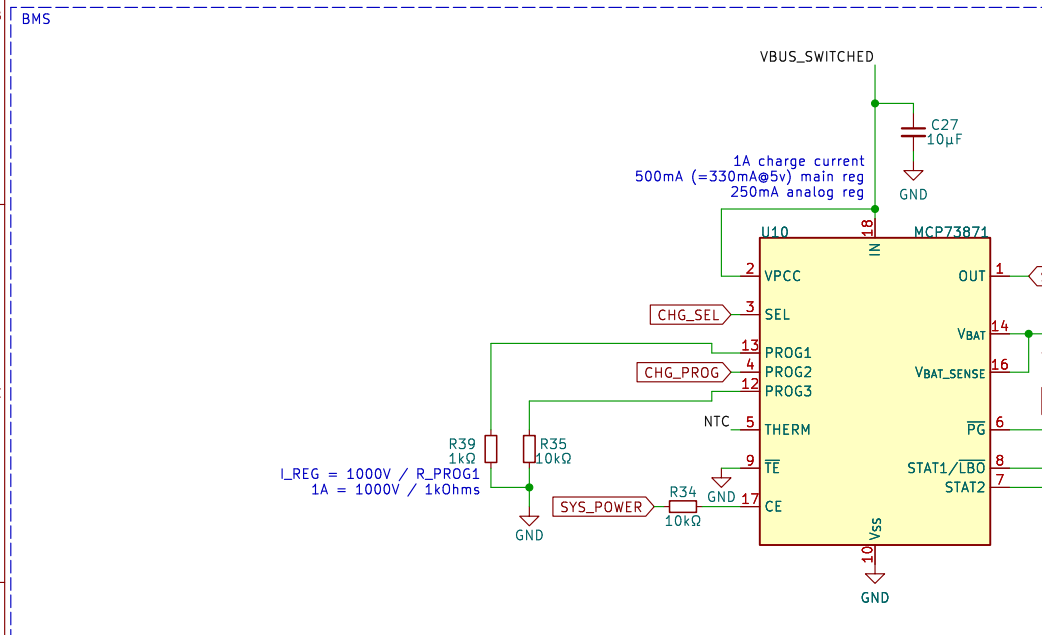 BMS
VBUS_SWITCHED
C27
10µF
GND
1A charge current
500mA (=330mA@5v) main reg
250mA analog reg
U10
MCP73871
18
IN
2
VPCC
3
SEL
CHG_SEL
13
PROG1
4
PROG2
CHG_PROG
12
PROG3
5
THERM
NTC
9
TE
GND
17
CE
SYS_POWER
R34
10kΩ
R39
1kΩ
R35
10kΩ
I_REG = 1000V / R_PROG1
1A = 1000V / 1kOhms
GND
OUT
1
VBAT
14
VBAT_SENSE
16
PG
6
STAT1/LBO
8
STAT2
7
Vss
10
GND